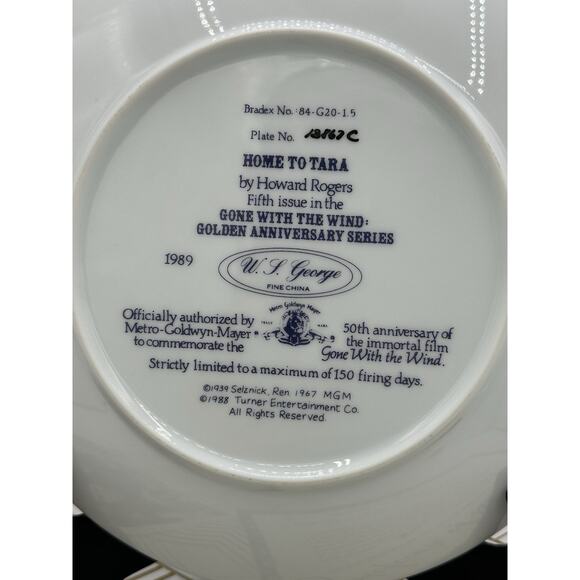 Bradex No.: 84-G20-1.5
Plate No. 12867C
HOME TO TARA
by Howard Rogers
Fifth issue in the
GONE WITH THE WIND:
GOLDEN ANNIVERSARY SERIES
1989
W. S. George
FINE CHINA
Officially authorized by
Metro-Goldwyn-Mayer
to commemorate the
Metro Goldwyn Mayer
50th anniversary of
the immortal film
Gone With the Wind.
Strictly limited to a maximum of 150 firing days.
©1939 Selznick, Ren. 1967 MGM
©1988 Turner Entertainment Co.
All Rights Reserved.